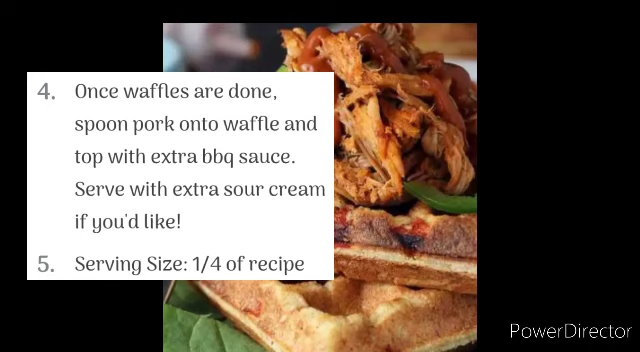 4. Once waffles are done,
spoon pork onto waffle and
top with extra bbq sauce.
Serve with extra sour cream
if you'd like!
5. Serving Size: 1/4 of recipe
PowerDirector